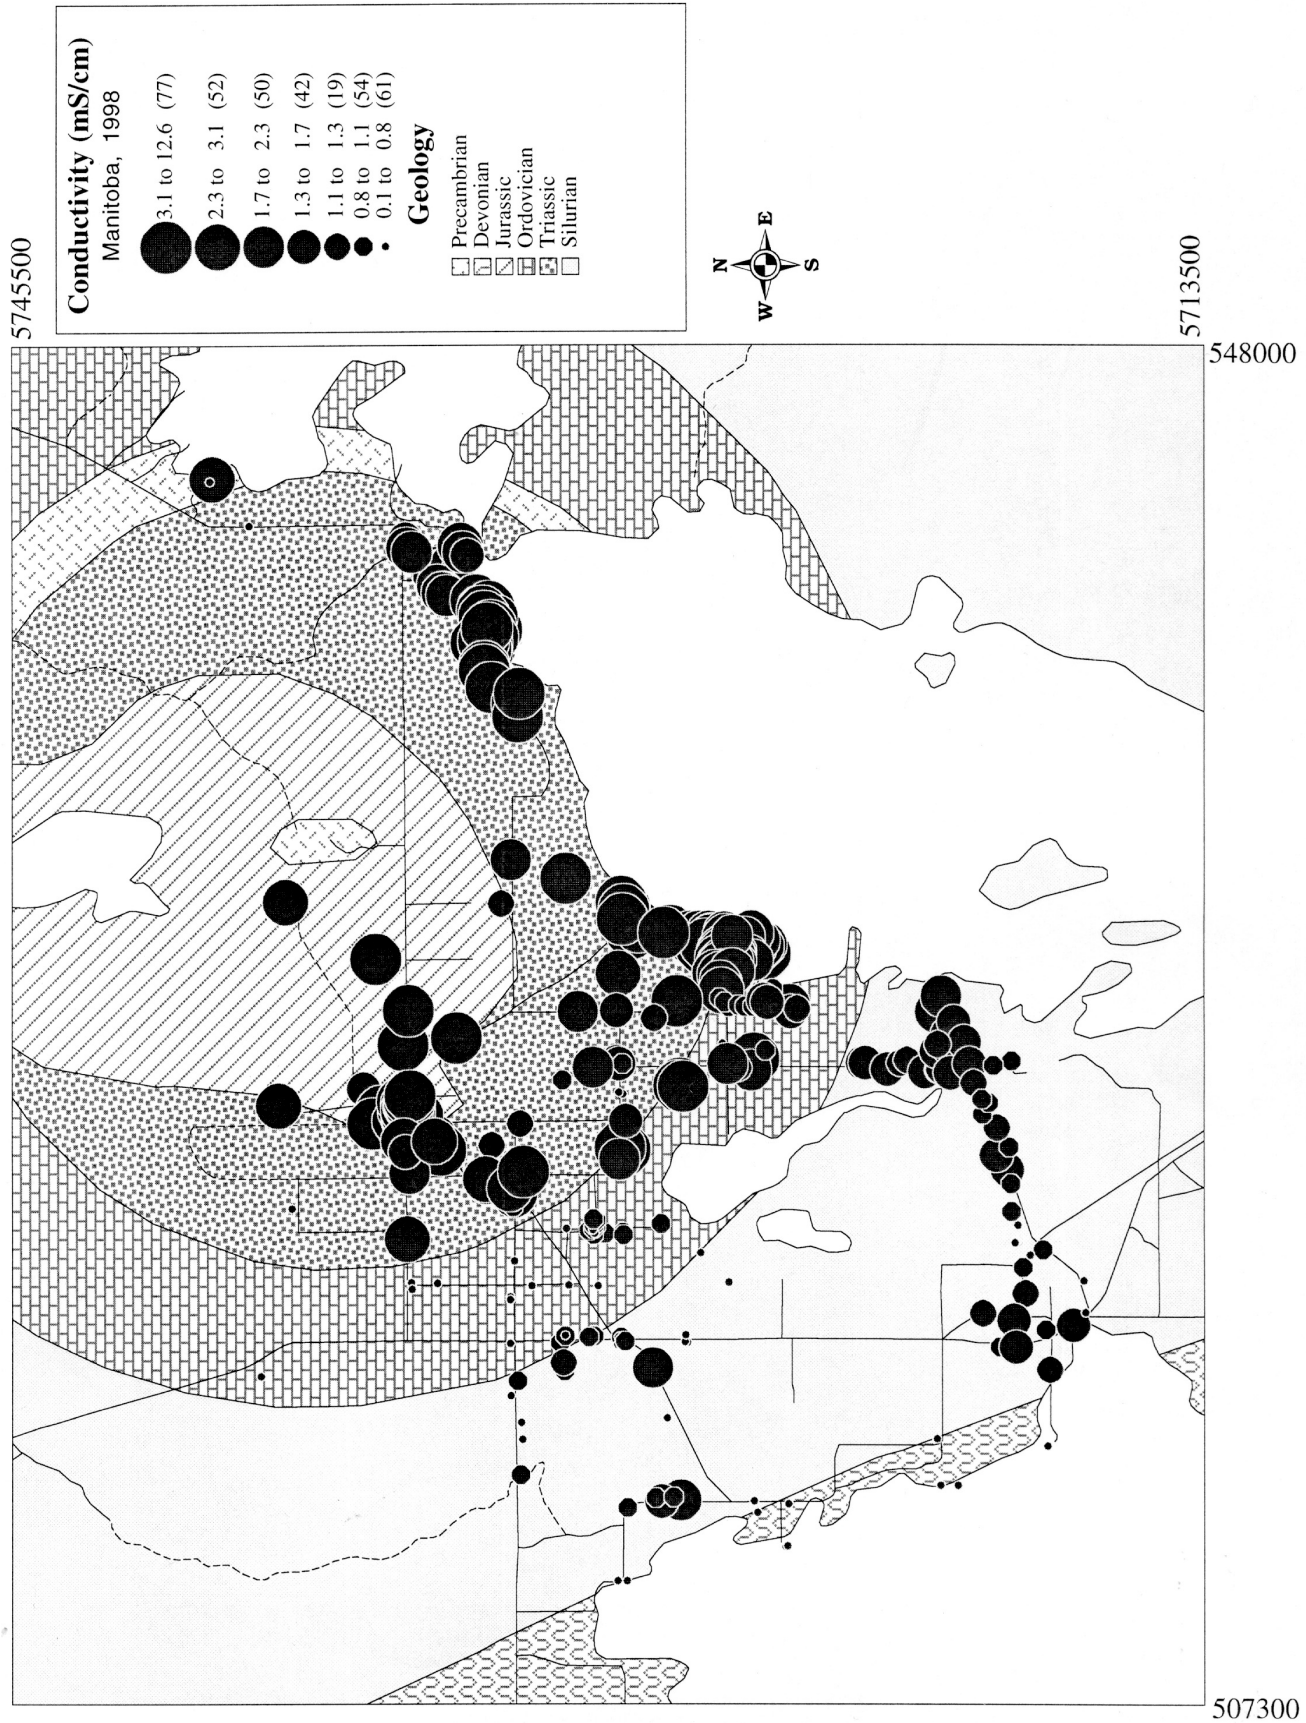 5745500
Conductivity (mS/cm)
Manitoba, 1998
3.1 to 12.6 (77)
2.3 to 3.1 (52)
1.7 to 2.3 (50)
1.3 to 1.7 (42)
1.1 to 1.3 (19)
0.8 to 1.1 (54)
0.1 to 0.8 (61)
Geology
Precambrian
Devonian
Jurassic
Ordovician
Triassic
Silurian
N
W E
S
5713500
548000
507300